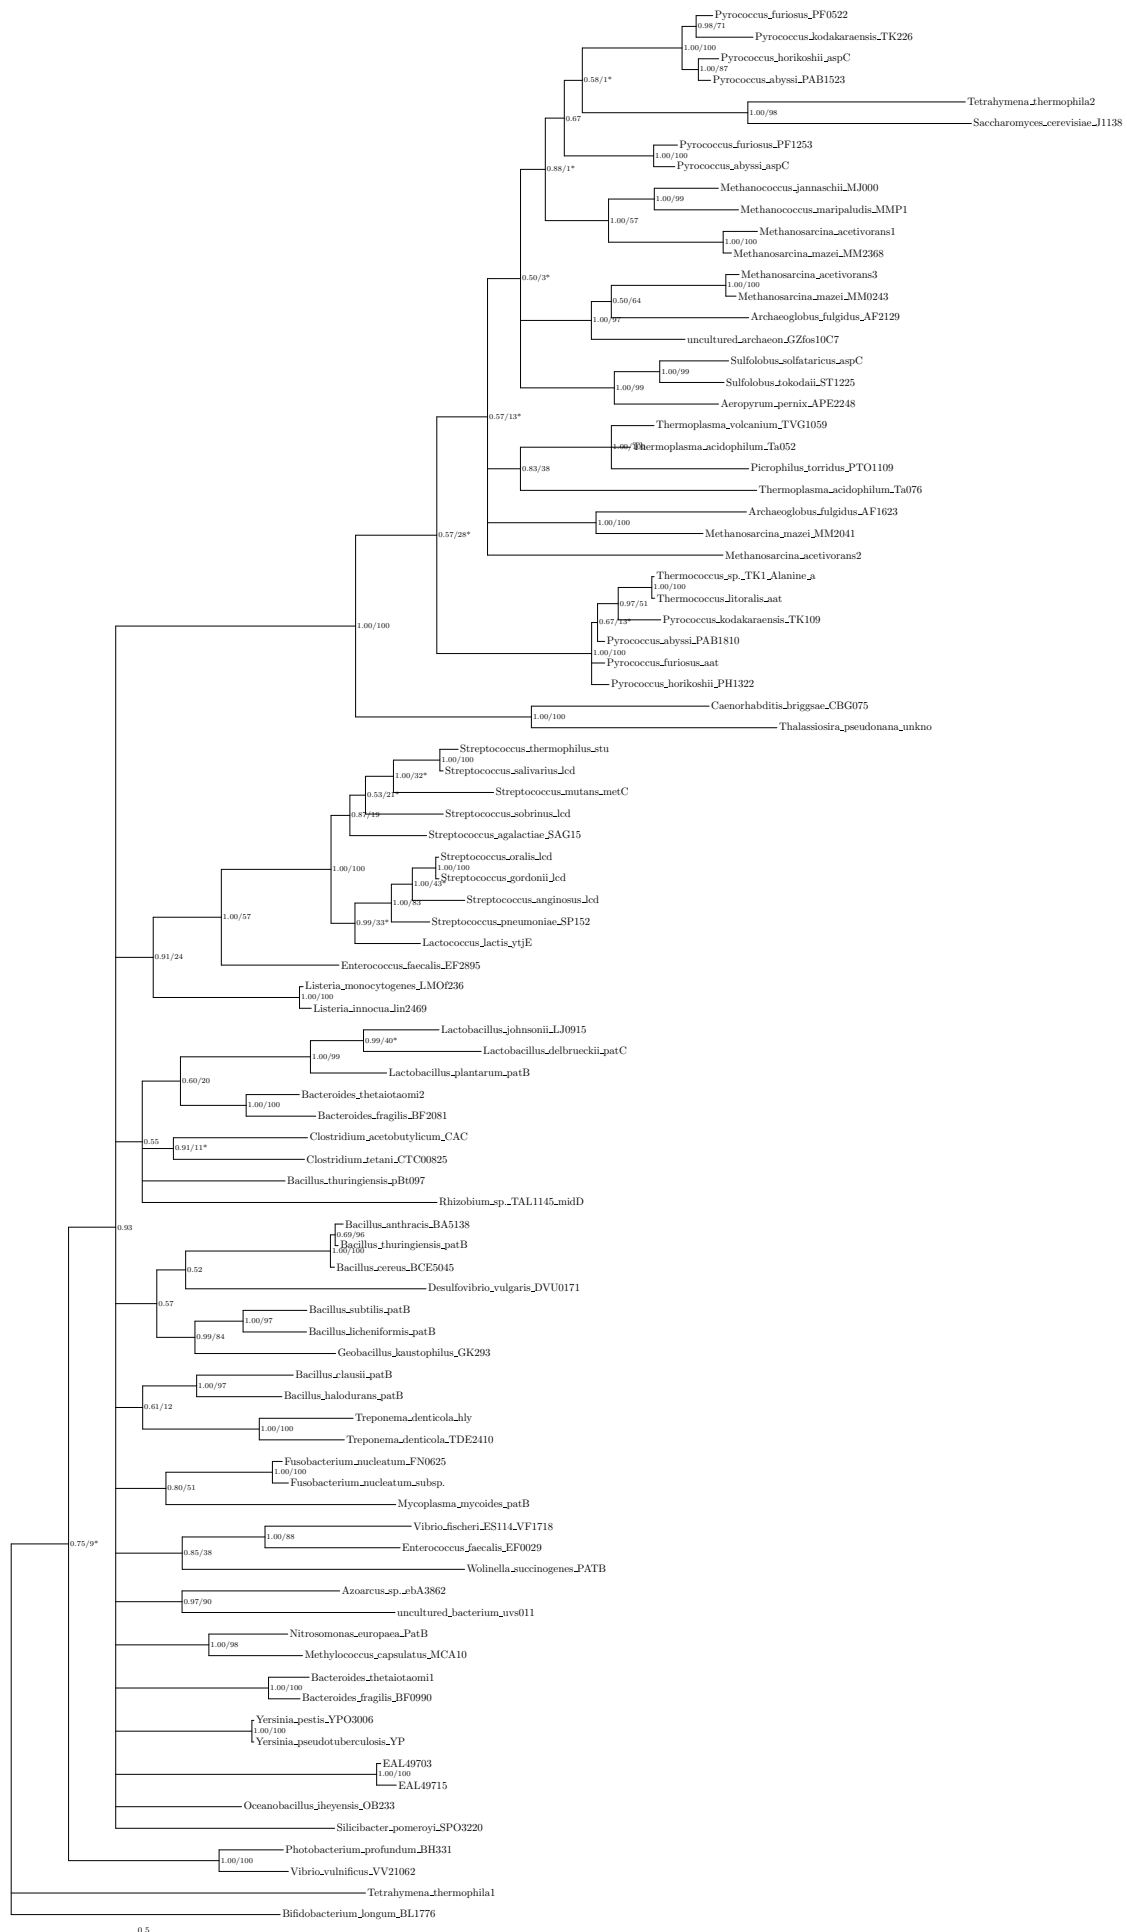 Pyrococcus_furiosus_PF0522
0.98/71
Pyrococcus_kodakaraensis_TK226
1.00/100
Pyrococcus_horikoshii_aspC
1.00/87
Pyrococcus_abyssi_PAB1523
0.58/1*
Tetrahymena_thermophila2
1.00/98
Saccharomyces_cerevisiae_J1138
0.67
Pyrococcus_furiosus_PF1253
1.00/100
Pyrococcus_abyssi_aspC
0.88/1*
Methanococcus_jannaschii_MJ000
1.00/99
Methanococcus_maripaludis_MMP1
1.00/57
Methanosarcina_acetivorans1
1.00/100
Methanosarcina_mazei_MM2368
0.50/3*
Methanosarcina_acetivorans3
1.00/100
Methanosarcina_mazei_MM0243
0.50/64
Archaeoglobus_fulgidus_AF2129
1.00/97
uncultured_archaeon_GZfos10C7
Sulfolobus_solfataricus_aspC
1.00/99
Sulfolobus_tokodaii_ST1225
1.00/99
Aeropyrum_pernix_APE2248
0.57/13*
Thermoplasma_volcanium_TVG1059
Thermoplasma_acidophilum_Ta052
0.83/38
Picrophilus_torridus_PTO1109
Thermoplasma_acidophilum_Ta076
Archaeoglobus_fulgidus_AF1623
1.00/100
Methanosarcina_mazei_MM2041
0.57/28*
Methanosarcina_acetivorans2
Thermococcus_sp._TK1_Alanine_a
1.00/100
Thermococcus_litoralis_aat
0.97/51
Pyrococcus_kodakaraensis_TK109
0.67/13*
1.00/100
Pyrococcus_abyssi_PAB1810
1.00/100
Pyrococcus_furiosus_aat
Pyrococcus_horikoshii_PH1322
Caenorhabditis_briggsae_CBG075
1.00/100
Thalassiosira_pseudonana_unkno
Streptococcus_thermophilus_stu
1.00/100
Streptococcus_salivarius_lcd
1.00/32*
Streptococcus_mutans_metC
0.53/21*
Streptococcus_sobrinus_lcd
0.87/19
Streptococcus_agalactiae_SAG15
Streptococcus_oralis_lcd
1.00/100
1.00/100
Streptococcus_gordonii_lcd
1.00/43*
Streptococcus_anginosus_lcd
1.00/83
1.00/57
Streptococcus_pneumoniae_SP152
0.99/33*
Lactococcus_lactis_ytjE
0.91/24
Enterococcus_faecalis_EF2895
Listeria_monocytogenes_LMOf236
1.00/100
Listeria_innocua_lin2469
Lactobacillus_johnsonii_LJ0915
0.99/40*
Lactobacillus_delbrueckii_patC
1.00/99
Lactobacillus_plantarum_patB
0.60/20
Bacteroides_thetaiotaomi2
1.00/100
Bacteroides_fragilis_BF2081
Clostridium_acetobutylicum_CAC
0.55
0.91/11*
Clostridium_tetani_CTC00825
Bacillus_thuringiensis_pBt097
Rhizobium_sp._TAL1145_midD
Bacillus_anthracis_BA5138
0.93
0.69/96
Bacillus_thuringiensis_patB
1.00/100
Bacillus_cereus_BCE5045
0.52
Desulfovibrio_vulgaris_DVU0171
0.57
Bacillus_subtilis_patB
1.00/97
Bacillus_licheniformis_patB
0.99/84
Geobacillus_kaustophilus_GK293
Bacillus_clausii_patB
1.00/97
Bacillus_halodurans_patB
0.61/12
Treponema_denticola_hly
1.00/100
Treponema_denticola_TDE2410
Fusobacterium_nucleatum_FN0625
1.00/100
Fusobacterium_nucleatum_subsp.
0.80/51
Mycoplasma_mycoides_patB
Vibrio_fischeri_ES114_VF1718
1.00/88
0.75/9*
Enterococcus_faecalis_EF0029
0.85/38
Wolinella_succinogenes_PATB
Azoarcus_sp._ebA3862
0.97/90
uncultured_bacterium_uvs011
Nitrosomonas_europaea_PatB
1.00/98
Methylococcus_capsulatus_MCA10
Bacteroides_thetaiotaomi1
1.00/100
Bacteroides_fragilis_BF0990
Yersinia_pestis_YPO3006
1.00/100
Yersinia_pseudotuberculosis_YP
EAL49703
1.00/100
EAL49715
Oceanobacillus_iheyensis_OB233
Silicibacter_pomeroyi_SPO3220
Photobacterium_profundum_BH331
1.00/100
Vibrio_vulnificus_VV21062
Tetrahymena_thermophila1
Bifidobacterium_longum_BL1776
0.5